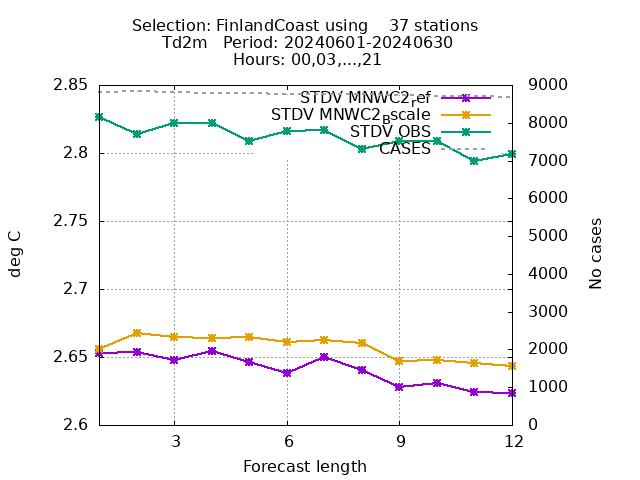 Selection: FinlandCoast using 37 stations
Td2m Period: 20240601-20240630
Hours: 00,03,...,21
STDV MNWC2ref
STDV MNWC2Bscale
STDV OBS
CASES
2.85
2.8
2.75
2.7
2.65
2.6
9000
8000
7000
6000
5000
4000
3000
2000
1000
0
3 6 9 12
deg C
No cases
Forecast length